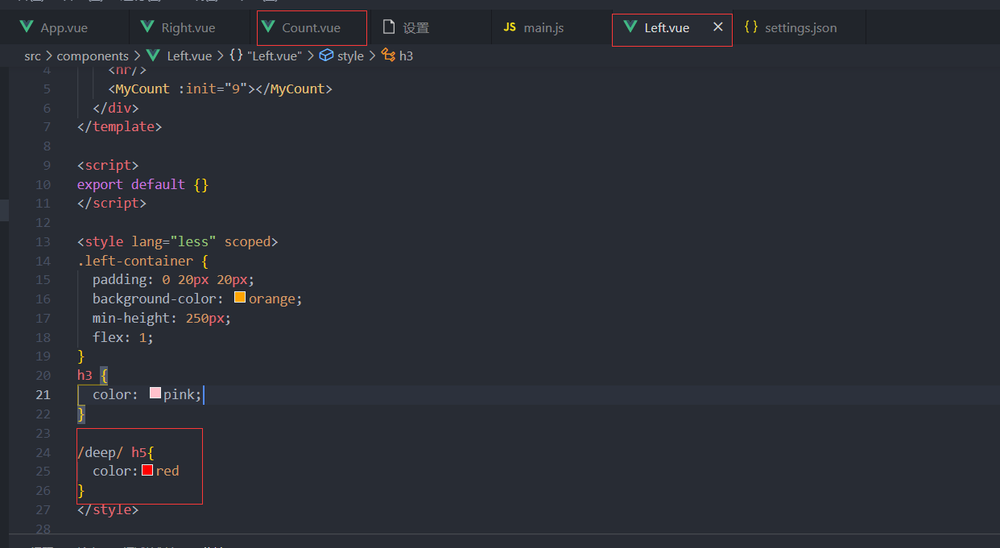 App.vue Right.vue Count.vue 设置 JS main.js Left.vue × {} settings.json
src > components > Left.vue > {} "Left.vue" > style > h3
4 <hr/>
5 <MyCount :init="9"></MyCount>
6 </div>
7 </template>
8
9 <script>
10 export default {}
11 </script>
12
13 <style lang="less" scoped>
14 .left-container {
15 padding: 0 20px 20px;
16 background-color: orange;
17 min-height: 250px;
18 flex: 1;
19 }
20 h3 {
21 color: pink;
22 }
23
24 /deep/ h5{
25 color:red
26 }
27 </style>
28